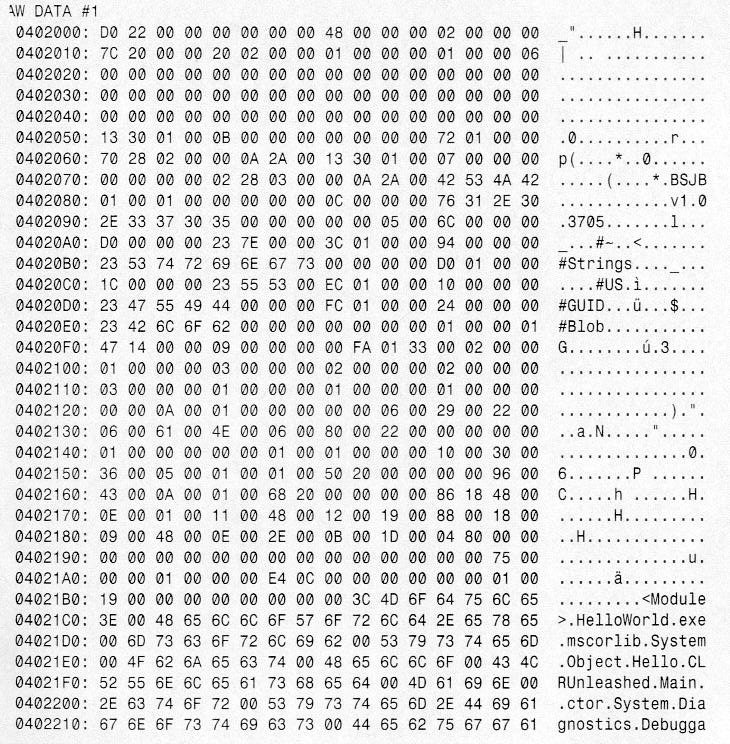 AW DATA #1
0402000: D0 22 00 00 00 00 00 00 48 00 00 00 02 00 00 00 _"......H.......
0402010: 7C 20 00 00 20 02 00 00 01 00 00 00 01 00 00 06 | .. ............
0402020: 00 00 00 00 00 00 00 00 00 00 00 00 00 00 00 00 ................
0402030: 00 00 00 00 00 00 00 00 00 00 00 00 00 00 00 00 ................
0402040: 00 00 00 00 00 00 00 00 00 00 00 00 00 00 00 00 ................
0402050: 13 30 01 00 0B 00 00 00 00 00 00 00 72 01 00 00 .0..........r...
0402060: 70 28 02 00 00 0A 2A 00 13 30 01 00 07 00 00 00 p(....*..0......
0402070: 00 00 00 00 02 28 03 00 00 0A 2A 00 42 53 4A 42 .....(....*.BSJB
0402080: 01 00 01 00 00 00 00 00 0C 00 00 00 76 31 2E 30 ............v1.0
0402090: 2E 33 37 30 35 00 00 00 00 00 05 00 6C 00 00 00 .3705.......l...
04020A0: D0 00 00 00 23 7E 00 00 3C 01 00 00 94 00 00 00 _...#~..<.......
04020B0: 23 53 74 72 69 6E 67 73 00 00 00 00 D0 01 00 00 #Strings...._...
04020C0: 1C 00 00 00 23 55 53 00 EC 01 00 00 10 00 00 00 ....#US.ì.......
04020D0: 23 47 55 49 44 00 00 00 FC 01 00 00 24 00 00 00 #GUID...ü...$...
04020E0: 23 42 6C 6F 62 00 00 00 00 00 00 00 01 00 00 01 #Blob...........
04020F0: 47 14 00 00 09 00 00 00 00 FA 01 33 00 02 00 00 G........ú.3....
0402100: 01 00 00 00 03 00 00 00 02 00 00 00 02 00 00 00 ................
0402110: 03 00 00 00 01 00 00 00 01 00 00 00 01 00 00 00 ................
0402120: 00 00 0A 00 01 00 00 00 00 00 06 00 29 00 22 00 ............).".
0402130: 06 00 61 00 4E 00 06 00 80 00 22 00 00 00 00 00 ..a.N.....".....
0402140: 01 00 00 00 00 00 01 00 01 00 00 00 10 00 30 00 ..............0.
0402150: 36 00 05 00 01 00 01 00 50 20 00 00 00 00 96 00 6.......P ......
0402160: 43 00 0A 00 01 00 68 20 00 00 00 00 86 18 48 00 C.....h ......H.
0402170: 0E 00 01 00 11 00 48 00 12 00 19 00 88 00 18 00 ......H.........
0402180: 09 00 48 00 0E 00 2E 00 0B 00 1D 00 04 80 00 00 ..H.............
0402190: 00 00 00 00 00 00 00 00 00 00 00 00 00 00 75 00 ..............u.
04021A0: 00 00 01 00 00 00 E4 0C 00 00 00 00 00 00 01 00 ......ä.........
04021B0: 19 00 00 00 00 00 00 00 00 3C 4D 6F 64 75 6C 65 .........<Module
04021C0: 3E 00 48 65 6C 6C 6F 57 6F 72 6C 64 2E 65 78 65 >.HelloWorld.exe
04021D0: 00 6D 73 63 6F 72 6C 69 62 00 53 79 73 74 65 6D .mscorlib.System
04021E0: 00 4F 62 6A 65 63 74 00 48 65 6C 6C 6F 00 43 4C .Object.Hello.CL
04021F0: 52 55 6E 6C 65 61 73 68 65 64 00 4D 61 69 6E 00 RUnleashed.Main.
0402200: 2E 63 74 6F 72 00 53 79 73 74 65 6D 2E 44 69 61 .ctor.System.Dia
0402210: 67 6E 6F 73 74 69 63 73 00 44 65 62 75 67 67 61 gnostics.Debugga